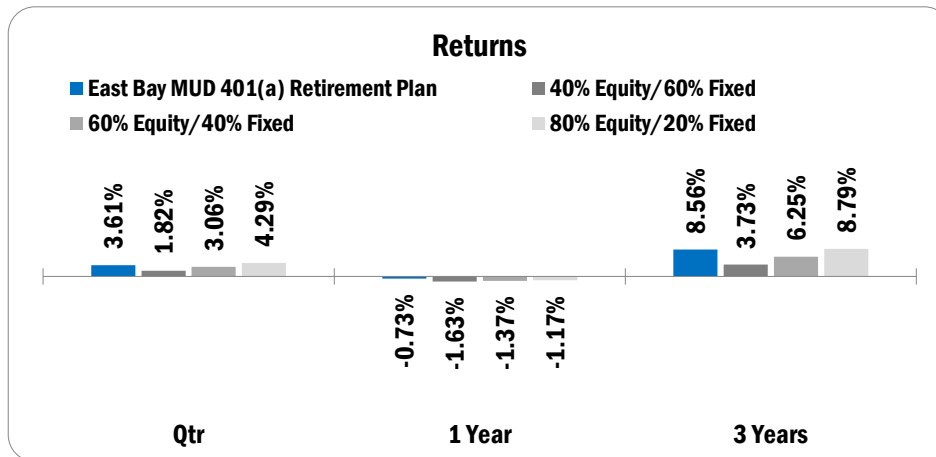 Returns
East Bay MUD 401(a) Retirement Plan
40% Equity/60% Fixed
60% Equity/40% Fixed
80% Equity/20% Fixed
3.61%
1.82%
3.06%
4.29%
-0.73%
-1.63%
-1.37%
-1.17%
8.56%
3.73%
6.25%
8.79%
Qtr
1 Year
3 Years